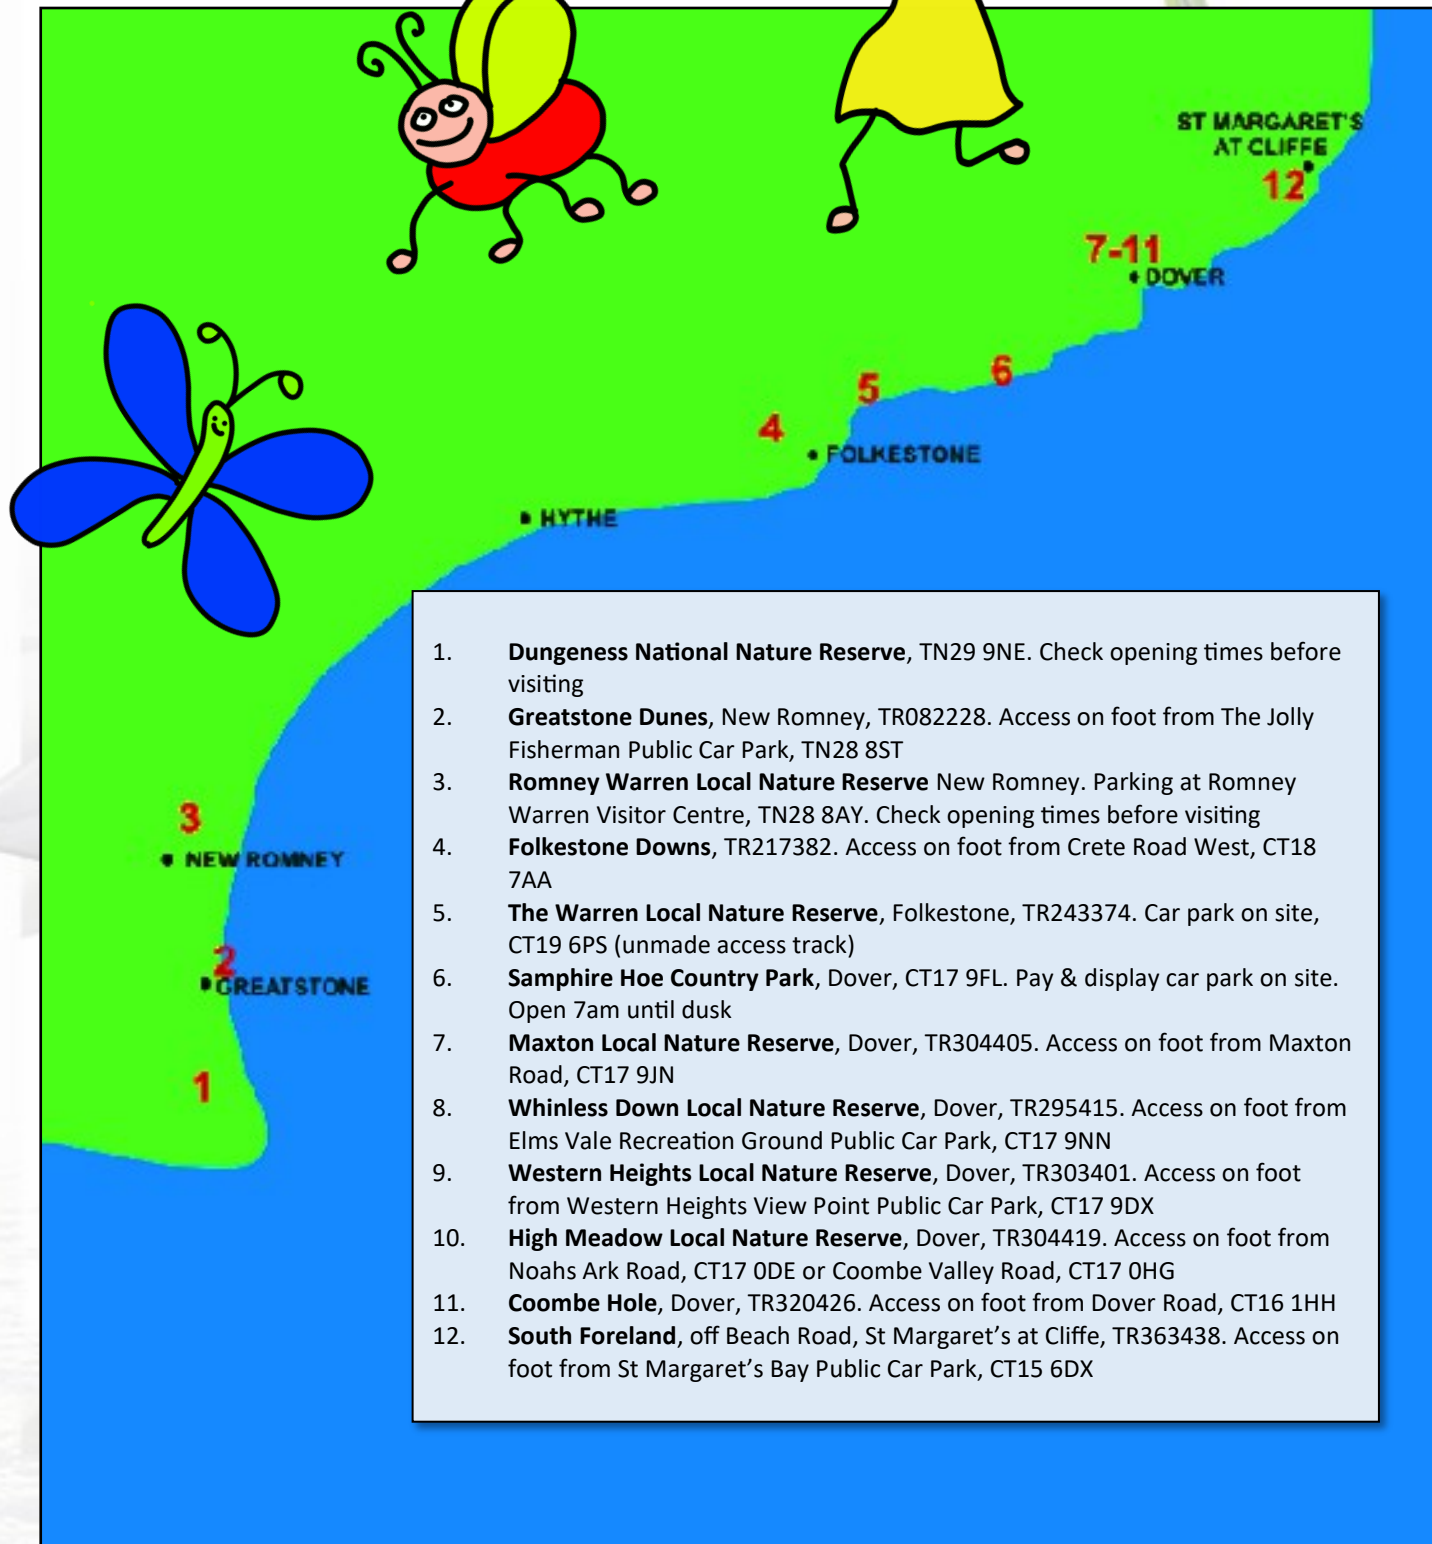 ST MARGARET'S
AT CLIFFE
12
7-11
DOVER
6
5
4
FOLKESTONE
HYTHE
3
NEW ROMNEY
2
GREATSTONE
1
1. Dungeness National Nature Reserve, TN29 9NE. Check opening times before
visiting
2. Greatstone Dunes, New Romney, TR082228. Access on foot from The Jolly
Fisherman Public Car Park, TN28 8ST
3. Romney Warren Local Nature Reserve New Romney. Parking at Romney
Warren Visitor Centre, TN28 8AY. Check opening times before visiting
4. Folkestone Downs, TR217382. Access on foot from Crete Road West, CT18
7AA
5. The Warren Local Nature Reserve, Folkestone, TR243374. Car park on site,
CT19 6PS (unmade access track)
6. Samphire Hoe Country Park, Dover, CT17 9FL. Pay & display car park on site.
Open 7am until dusk
7. Maxton Local Nature Reserve, Dover, TR304405. Access on foot from Maxton
Road, CT17 9JN
8. Whinless Down Local Nature Reserve, Dover, TR295415. Access on foot from
Elms Vale Recreation Ground Public Car Park, CT17 9NN
9. Western Heights Local Nature Reserve, Dover, TR303401. Access on foot
from Western Heights View Point Public Car Park, CT17 9DX
10. High Meadow Local Nature Reserve, Dover, TR304419. Access on foot from
Noahs Ark Road, CT17 0DE or Coombe Valley Road, CT17 0HG
11. Coombe Hole, Dover, TR320426. Access on foot from Dover Road, CT16 1HH
12. South Foreland, off Beach Road, St Margaret’s at Cliffe, TR363438. Access on
foot from St Margaret’s Bay Public Car Park, CT15 6DX